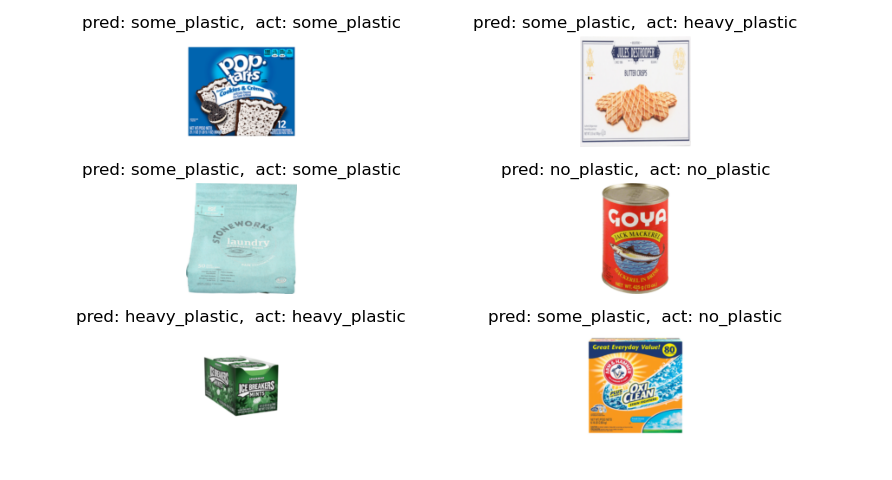 pred: some_plastic,  act: some_plastic
pred: some_plastic,  act: heavy_plastic
pop.
tarts
Cookies & Crème
12
JULES DESTROOPER
BUTTER CRISPS
pred: some_plastic,  act: some_plastic
pred: no_plastic,  act: no_plastic
STONEWORKS
laundry
GOYA
JACK MACKEREL
pred: heavy_plastic,  act: heavy_plastic
pred: some_plastic,  act: no_plastic
ICE BREAKERS
MINTS
Great Everyday Value!
80
ARM & HAMMER
PLUS
OXI
CLEAN